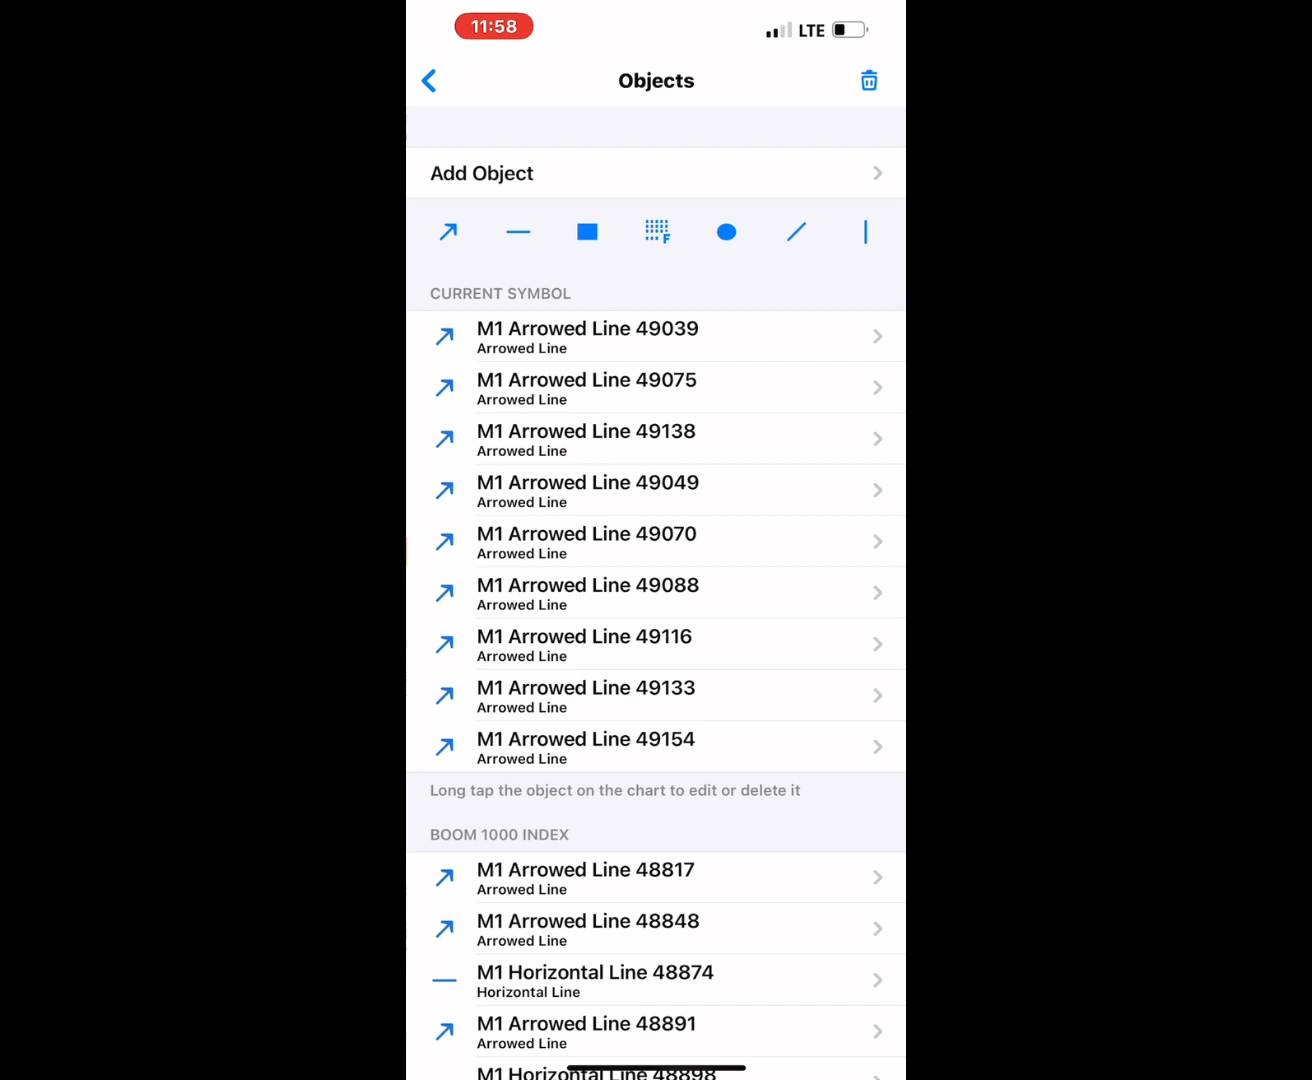 11:58
LTE
Objects
Add Object
F
CURRENT SYMBOL
M1 Arrowed Line 49039
Arrowed Line
M1 Arrowed Line 49075
Arrowed Line
M1 Arrowed Line 49138
Arrowed Line
M1 Arrowed Line 49049
Arrowed Line
M1 Arrowed Line 49070
Arrowed Line
M1 Arrowed Line 49088
Arrowed Line
M1 Arrowed Line 49116
Arrowed Line
M1 Arrowed Line 49133
Arrowed Line
M1 Arrowed Line 49154
Arrowed Line
Long tap the object on the chart to edit or delete it
BOOM 1000 INDEX
M1 Arrowed Line 48817
Arrowed Line
M1 Arrowed Line 48848
Arrowed Line
M1 Horizontal Line 48874
Horizontal Line
M1 Arrowed Line 48891
Arrowed Line
M1 Horizontal Line 48898